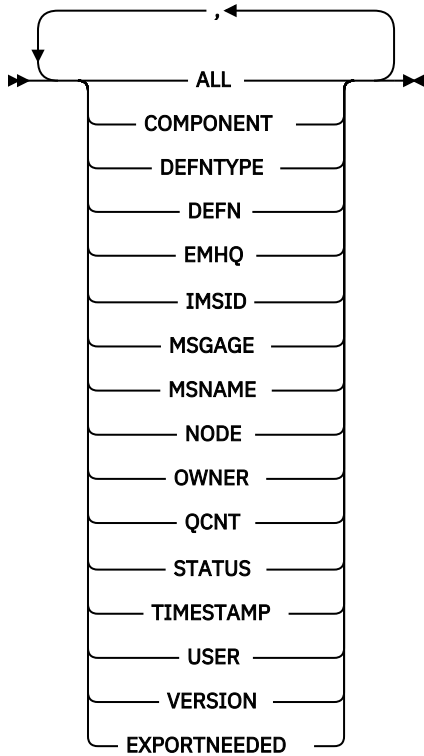 ,
ALL
COMPONENT
DEFNTYPE
DEFN
EMHQ
IMSID
MSGAGE
MSNAME
NODE
OWNER
QCNT
STATUS
TIMESTAMP
USER
VERSION
EXPORTNEEDED